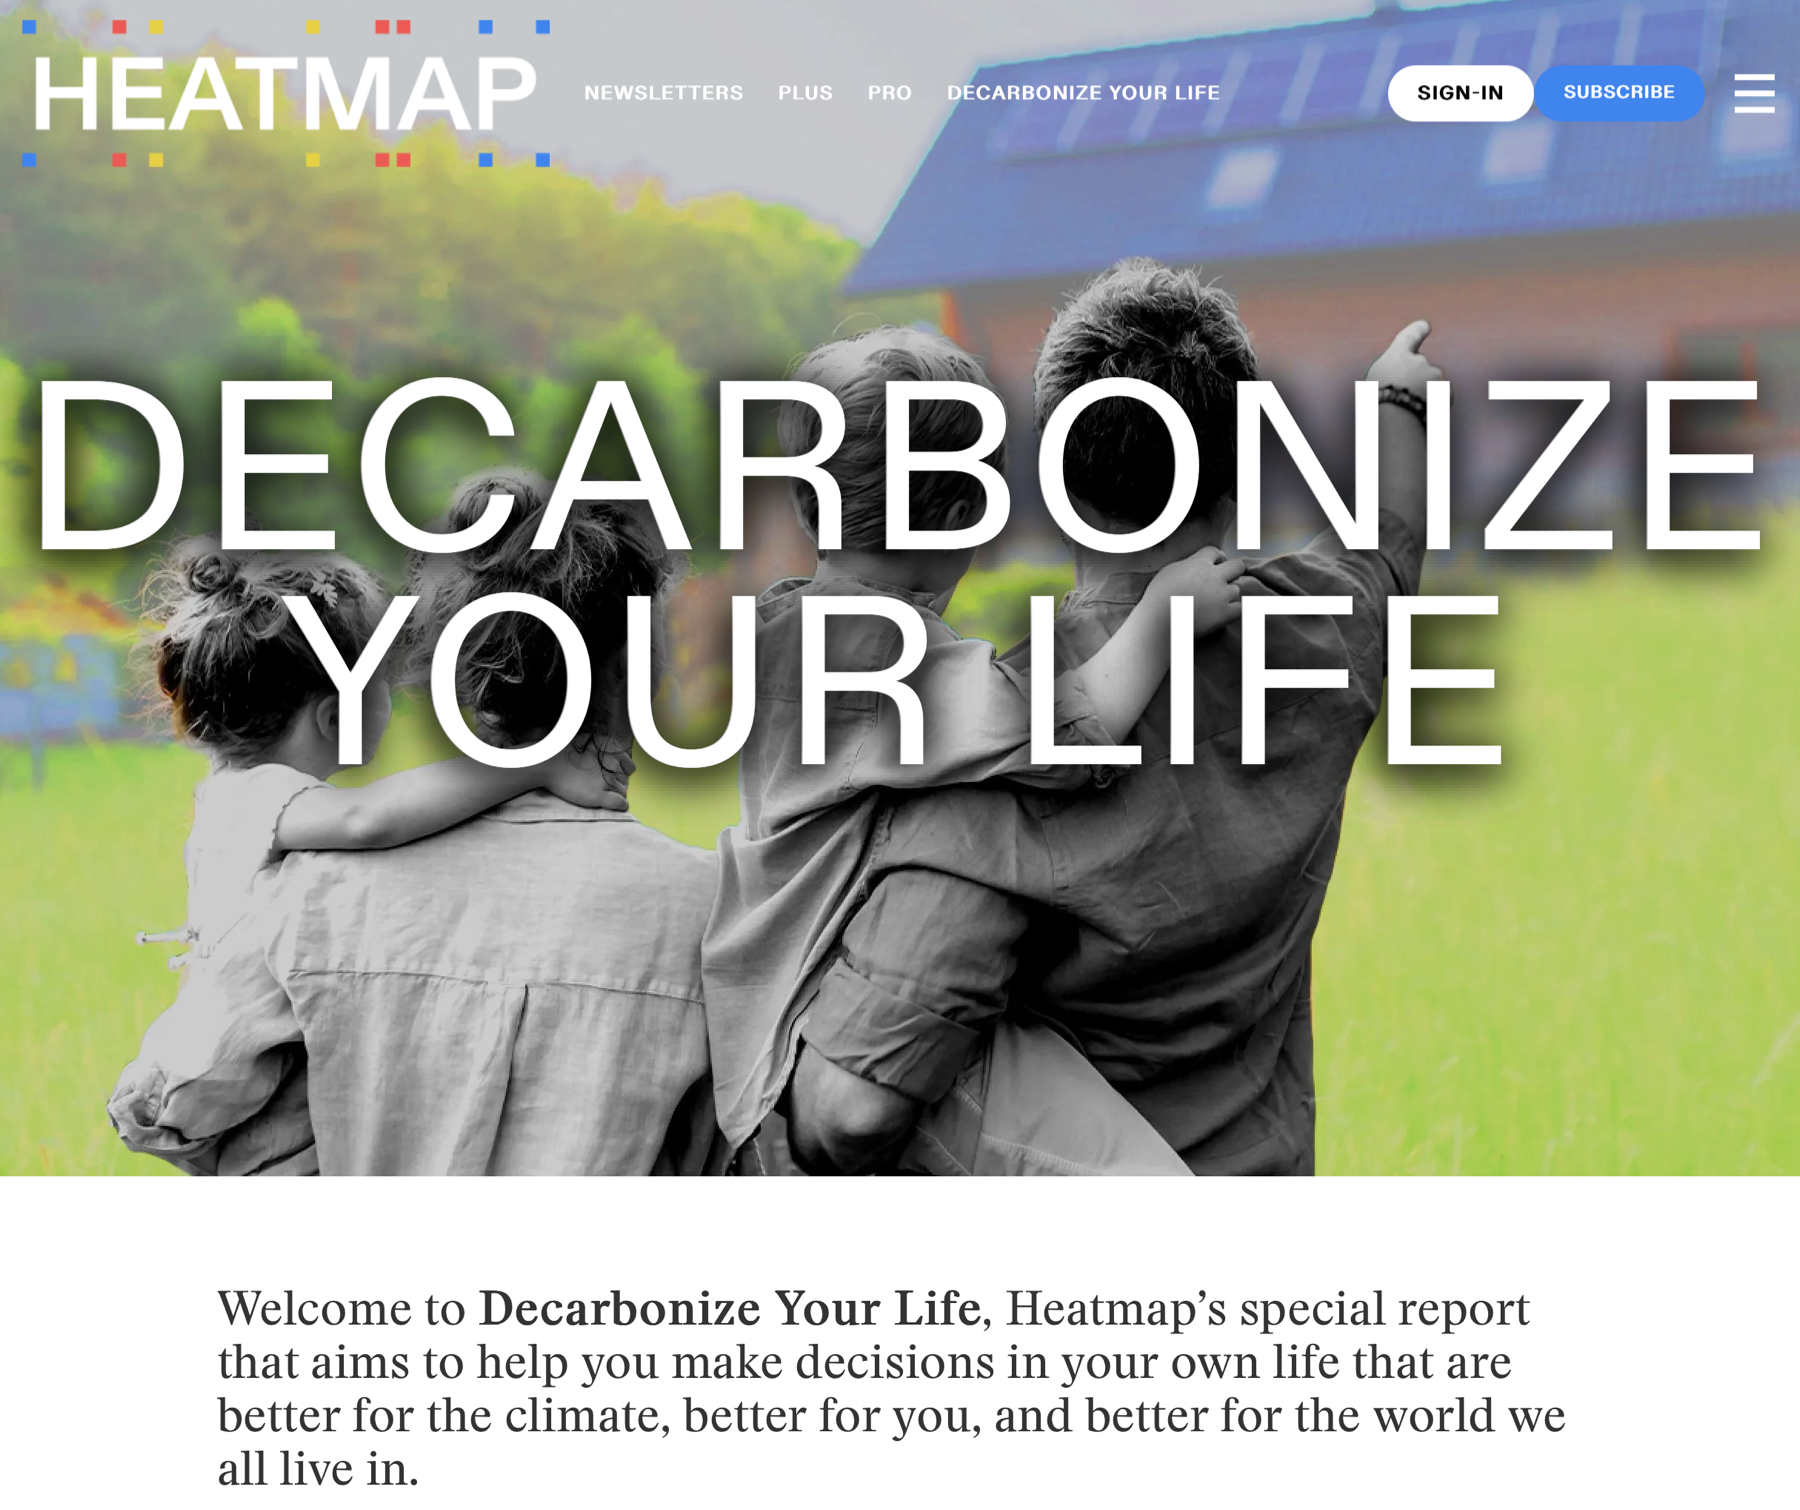 HEATMAP
NEWSLETTERS PLUS PRO DECARBONIZE YOUR LIFE SIGN-IN SUBSCRIBE
DECARBONIZE
YOUR LIFE
Welcome to Decarbonize Your Life, Heatmap’s special report
that aims to help you make decisions in your own life that are
better for the climate, better for you, and better for the world we
all live in.